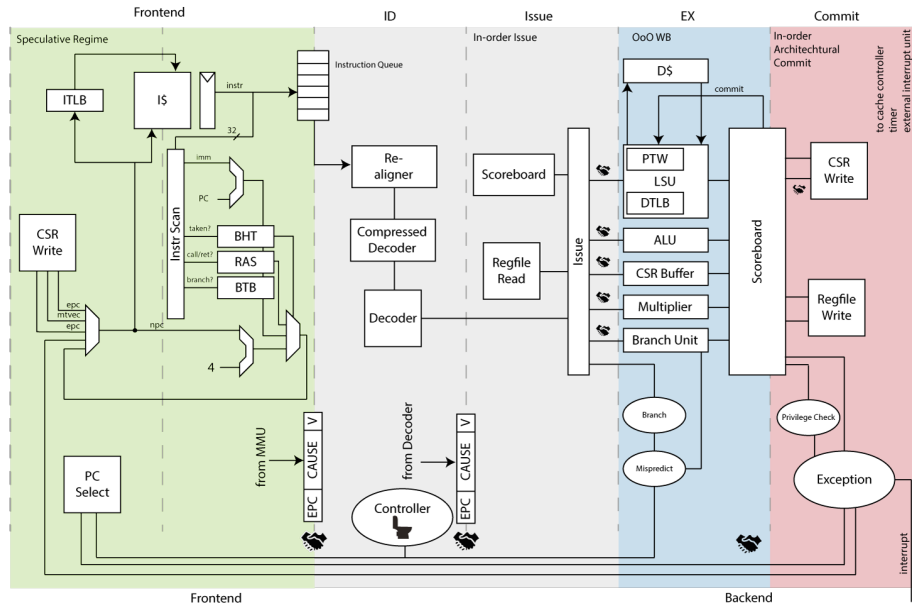 Frontend
ID
Issue
EX
Commit
Speculative Regime
In-order Issue
OoO WB
In-order
Architechtural
Commit
to cache controller
timer
external interrupt unit
Instruction Queue
ITLB
I$
instr
32
D$
commit
PTW
LSU
DTLB
Instr Scan
imm
PC
taken?
BHT
call/ret?
RAS
branch?
BTB
CSR
Write
epc
mtvec
epc
npc
4
Re-
aligner
Compressed
Decoder
Decoder
Scoreboard
Regfile
Read
Issue
ALU
CSR Buffer
Multiplier
Branch Unit
Scoreboard
CSR
Write
Regfile
Write
Branch
Mispredict
Privilege Check
Exception
interrupt
PC
Select
from MMU
EPC
CAUSE
V
from Decoder
EPC
CAUSE
V
Controller
Frontend
Backend